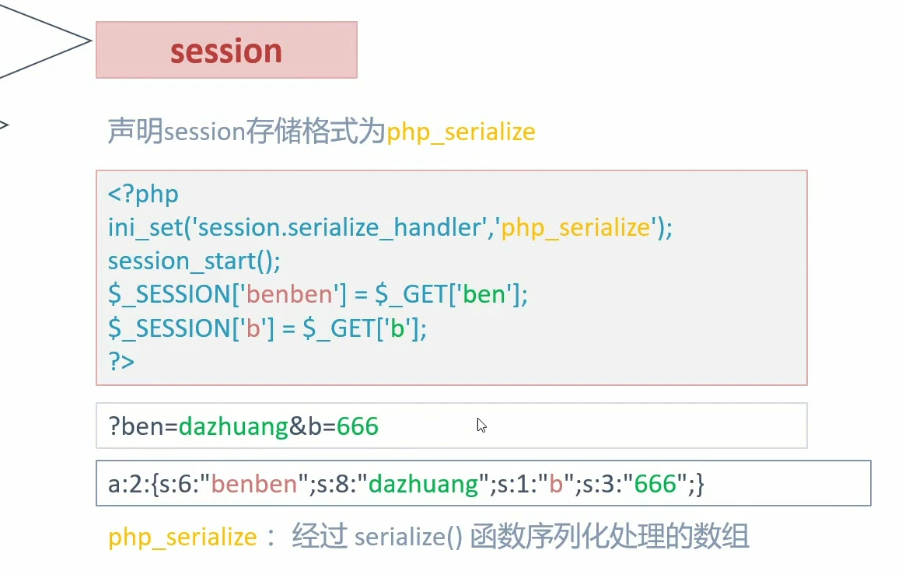 session
声明session存储格式为php_serialize
<?php
ini_set('session.serialize_handler','php_serialize');
session_start();
$_SESSION['benben'] = $_GET['ben'];
$_SESSION['b'] = $_GET['b'];
?>
?ben=dazhuang&b=666
a:2:{s:6:"benben";s:8:"dazhuang";s:1:"b";s:3:"666";}
php_serialize： 经过 serialize() 函数序列化处理的数组